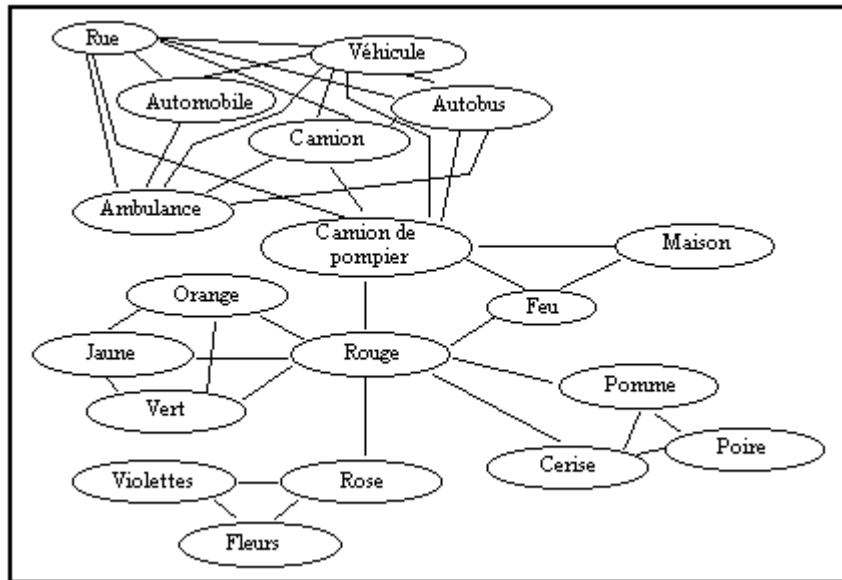 Rue
Véhicule
Automobile
Autobus
Camion
Ambulance
Camion de
pompier
Maison
Orange
Feu
Jaune
Rouge
Pomme
Vert
Poire
Cerise
Violettes
Rose
Fleurs